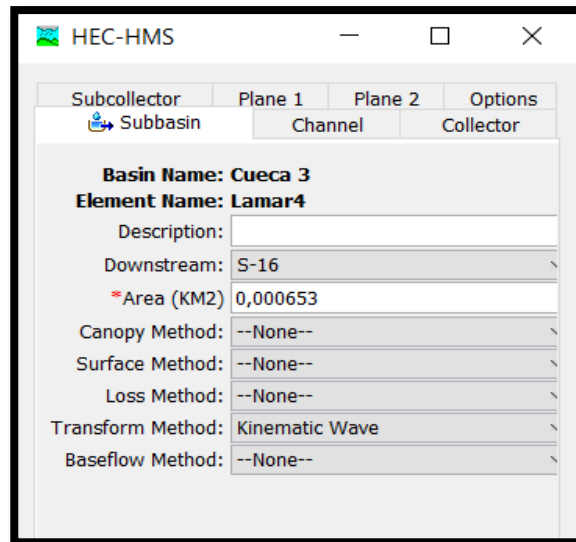 HEC-HMS
Subcollector Plane 1 Plane 2 Options
Subbasin Channel Collector
Basin Name: Cueca 3
Element Name: Lamar4
Description:
Downstream: S-16
*Area (KM2) 0,000653
Canopy Method: --None--
Surface Method: --None--
Loss Method: --None--
Transform Method: Kinematic Wave
Baseflow Method: --None--